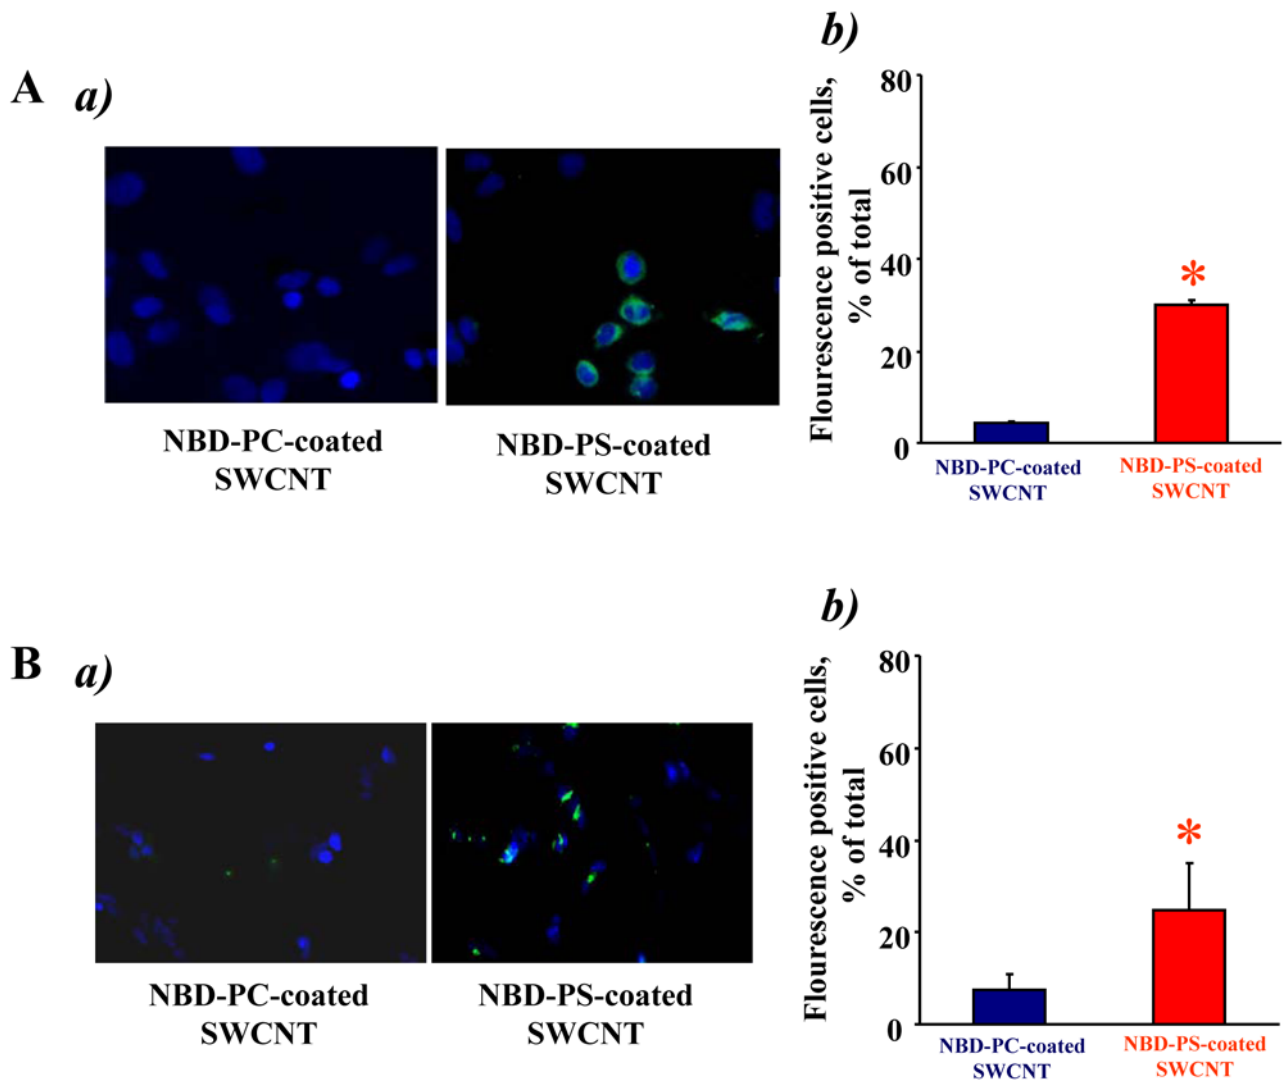 A
a)
NBD-PC-coated
SWCNT
NBD-PS-coated
SWCNT
b)
Flourescence positive cells,
% of total
80
60
40
20
0
*
NBD-PC-coated
SWCNT
NBD-PS-coated
SWCNT
B
a)
NBD-PC-coated
SWCNT
NBD-PS-coated
SWCNT
b)
Flourescence positive cells,
% of total
80
60
40
20
0
*
NBD-PC-coated
SWCNT
NBD-PS-coated
SWCNT